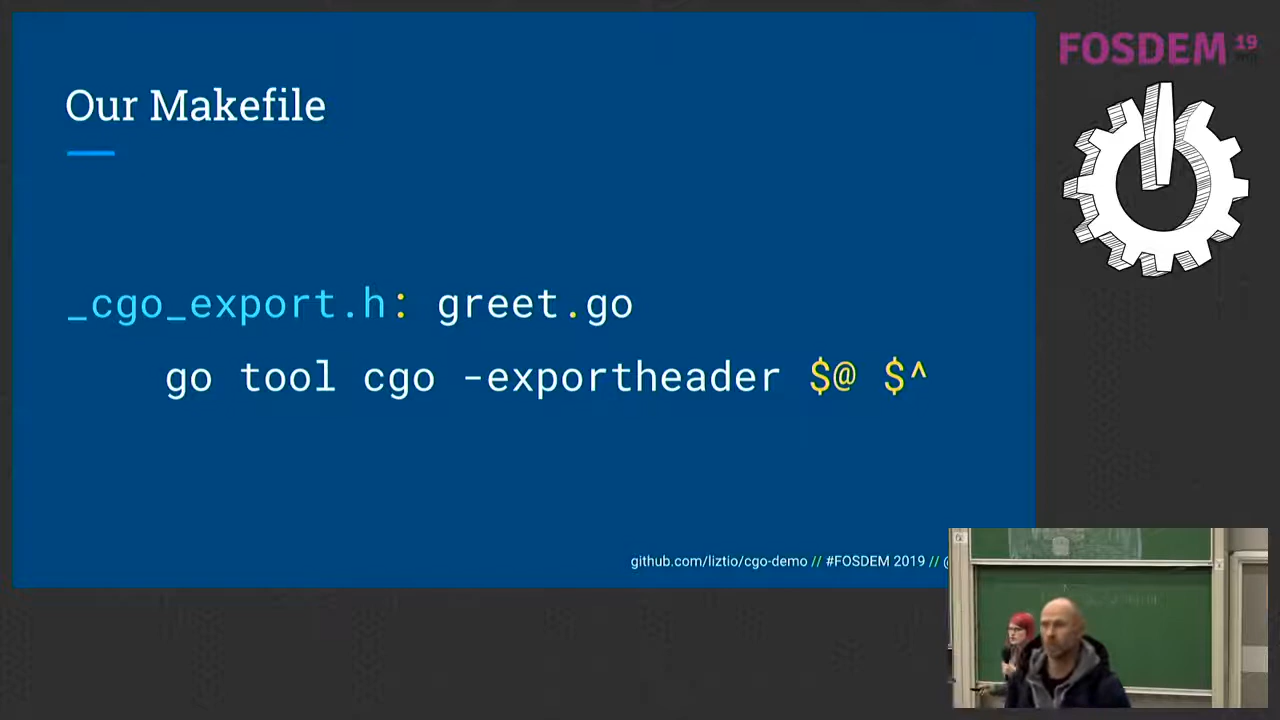 Our Makefile
_cgo_export.h: greet.go
go tool cgo -exportheader $@ $^
github.com/liztio/cgo-demo // #FOSDEM 2019 // @
FOSDEM 19